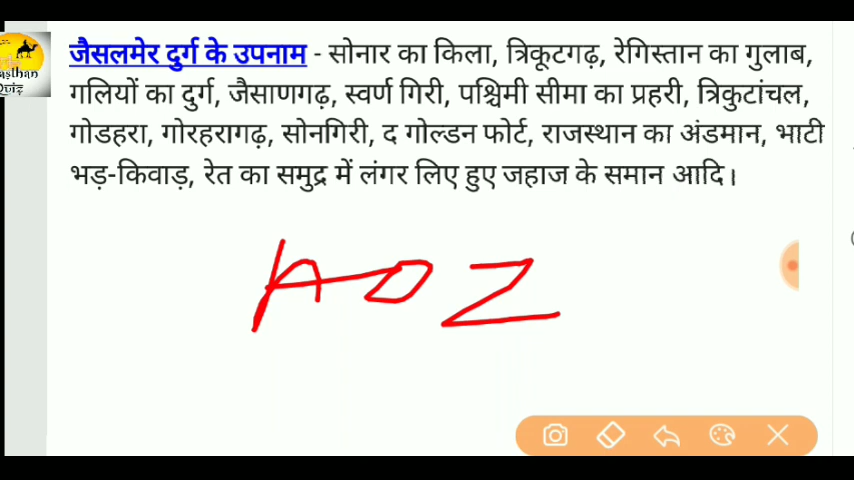 जैसलमेर दुर्ग के उपनाम - सोनार का किला, त्रिकूटगढ़, रेगिस्तान का गुलाब,
गलियों का दुर्ग, जैसाणगढ़, स्वर्ण गिरी, पश्चिमी सीमा का प्रहरी, त्रिकुटांचल,
गोडहरा, गोरहरागढ़, सोनगिरी, द गोल्डन फोर्ट, राजस्थान का अंडमान, भाटी
भड़-किवाड़, रेत का समुद्र में लंगर लिए हुए जहाज के समान आदि।
Quiz